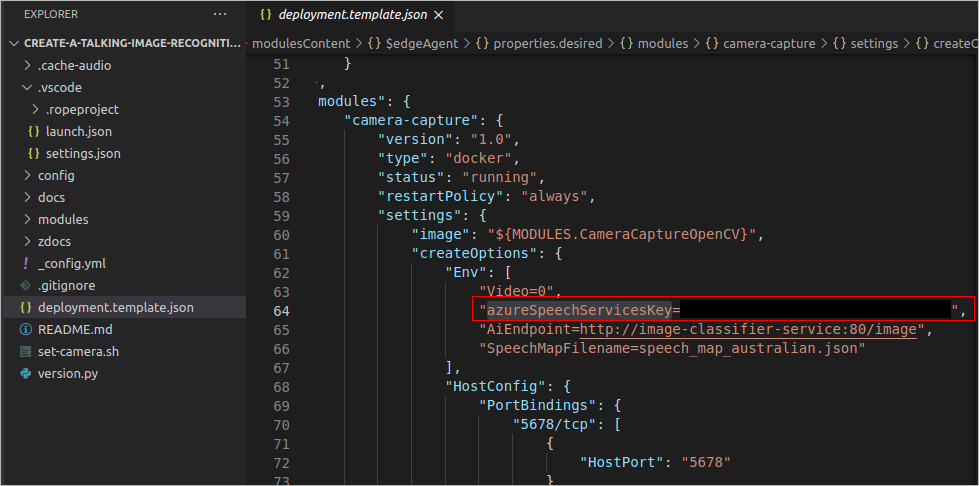 EXPLORER
···
deployment.template.json ×
CREATE-A-TALKING-IMAGE-RECOGNITI...
modulesContent > {} $edgeAgent > {} properties.desired > {} modules > {} camera-capture > {} settings > {} createO
.cache-audio
.vscode
.ropeproject
launch.json
settings.json
config
docs
modules
zdocs
_config.yml
.gitignore
deployment.template.json
README.md
set-camera.sh
version.py
51 }
52 ,
53 modules": {
54 "camera-capture": {
55 "version": "1.0",
56 "type": "docker",
57 "status": "running",
58 "restartPolicy": "always",
59 "settings": {
60 "image": "${MODULES.CameraCaptureOpenCV}",
61 "createOptions": {
62 "Env": [
63 "Video=0",
64 "azureSpeechServicesKey= ",
65 "AiEndpoint=http://image-classifier-service:80/image",
66 "SpeechMapFilename=speech_map_australian.json"
67 ],
68 "HostConfig": {
69 "PortBindings": {
70 "5678/tcp": [
71 {
72 "HostPort": "5678"
73 }